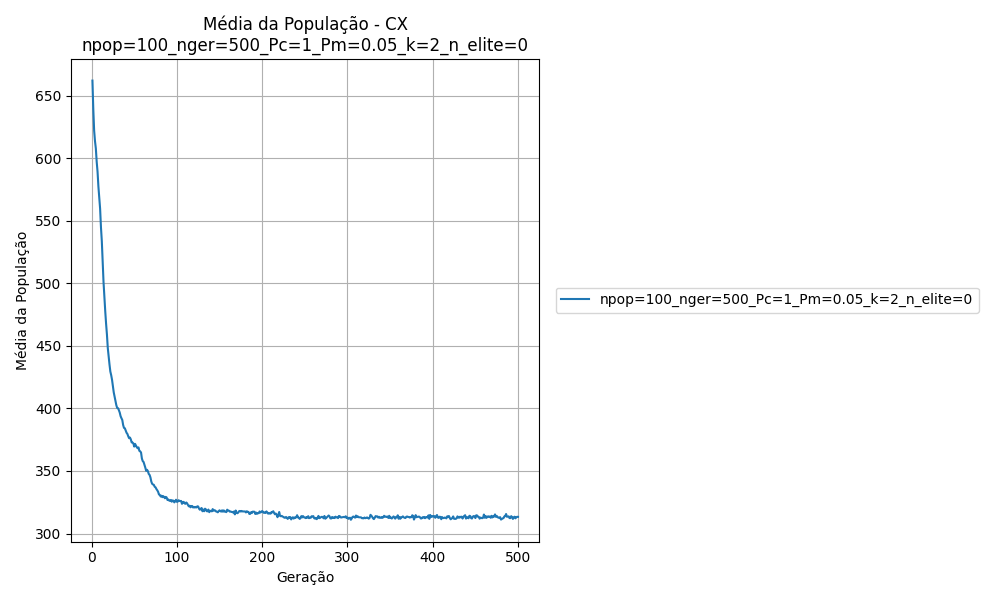 Média da População - CX
npop=100_nger=500_Pc=1_Pm=0.05_k=2_n_elite=0
650
600
550
500
450
400
350
300
Média da População
0 100 200 300 400 500
Geração
npop=100_nger=500_Pc=1_Pm=0.05_k=2_n_elite=0